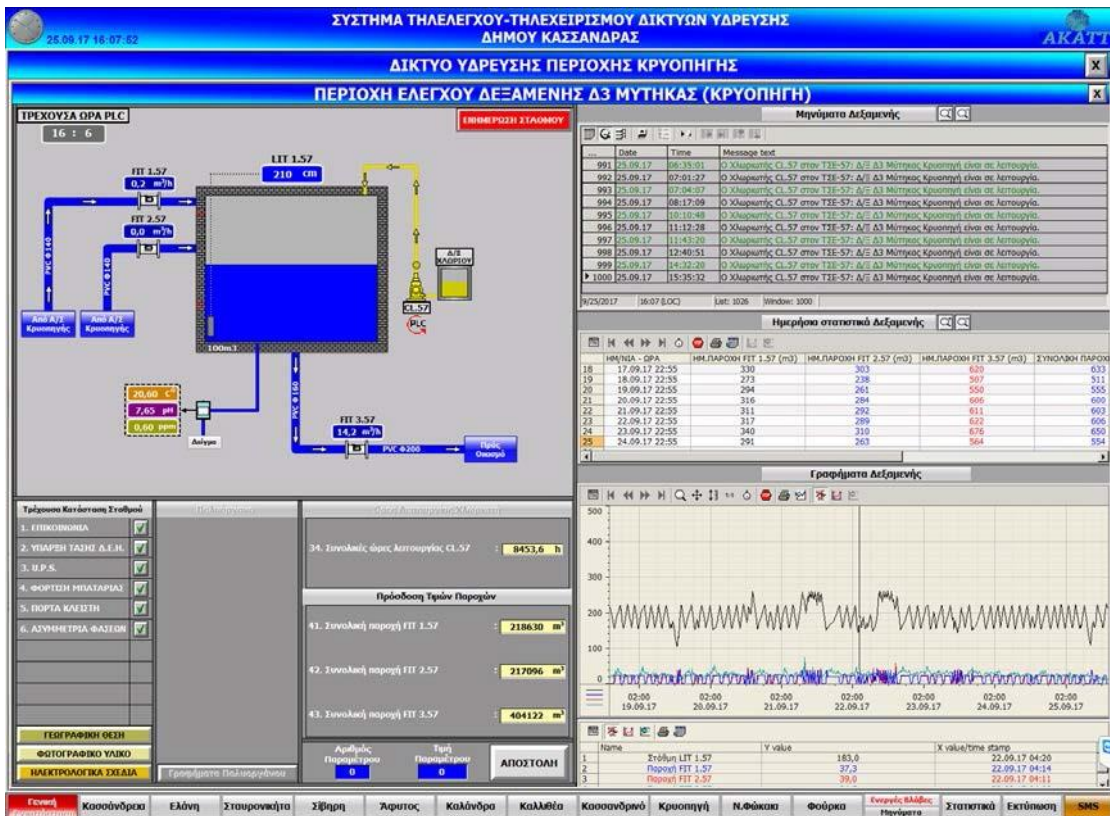 ΣΥΣΤΗΜΑ ΤΗΛΕΛΕΓΧΟΥ-ΤΗΛΕΧΕΙΡΙΣΜΟΥ ΔΙΚΤΥΩΝ ΥΔΡΕΥΣΗΣ
ΔΗΜΟΥ ΚΑΣΣΑΝΔΡΑΣ
25.09.17 16:07:52
AKATT
ΔΙΚΤΥΟ ΥΔΡΕΥΣΗΣ ΠΕΡΙΟΧΗΣ ΚΡΥΟΠΗΓΗΣ
X
ΠΕΡΙΟΧΗ ΕΛΕΓΧΟΥ ΔΕΞΑΜΕΝΗΣ Δ3 ΜΥΤΗΚΑΣ (ΚΡΥΟΠΗΓΗ)
X
ΤΡΕΧΟΥΣΑ ΩΡΑ PLC
16 : 6
ΕΝΗΜΕΡΩΣΗ ΣΤΑΘΜΟΥ
LIT 1.57
210 cm
FIT 1.57
0,2 m³/h
FIT 2.57
0,0 m³/h
PVC Φ140
PVC Φ140
Από Α/Σ Κρυοπηγής
Από Α/Σ Κρυοπηγής
100m3
Δ/Ξ ΧΛΩΡΙΟΥ
CL.57
PLC
20,60 C°
7,65 pH
0,60 ppm
Δείγμα
PVC Φ160
FIT 3.57
14,2 m³/h
PVC Φ200
Πρός Οικισμό
Μηνύματα Δεξαμενής
... Date Time Message text
991 25.09.17 06:35:01 Ο Χλωριωτής CL.57 στον ΤΣΕ-57: Δ/Ξ Δ3 Μύτηκας Κρυοπηγή είναι σε λειτουργία.
992 25.09.17 07:01:27 Ο Χλωριωτής CL.57 στον ΤΣΕ-57: Δ/Ξ Δ3 Μύτηκας Κρυοπηγή είναι σε λειτουργία.
993 25.09.17 07:04:07 Ο Χλωριωτής CL.57 στον ΤΣΕ-57: Δ/Ξ Δ3 Μύτηκας Κρυοπηγή είναι σε λειτουργία.
994 25.09.17 08:17:09 Ο Χλωριωτής CL.57 στον ΤΣΕ-57: Δ/Ξ Δ3 Μύτηκας Κρυοπηγή είναι σε λειτουργία.
995 25.09.17 10:10:48 Ο Χλωριωτής CL.57 στον ΤΣΕ-57: Δ/Ξ Δ3 Μύτηκας Κρυοπηγή είναι σε λειτουργία.
996 25.09.17 11:12:28 Ο Χλωριωτής CL.57 στον ΤΣΕ-57: Δ/Ξ Δ3 Μύτηκας Κρυοπηγή είναι σε λειτουργία.
997 25.09.17 11:43:20 Ο Χλωριωτής CL.57 στον ΤΣΕ-57: Δ/Ξ Δ3 Μύτηκας Κρυοπηγή είναι σε λειτουργία.
998 25.09.17 12:40:51 Ο Χλωριωτής CL.57 στον ΤΣΕ-57: Δ/Ξ Δ3 Μύτηκας Κρυοπηγή είναι σε λειτουργία.
999 25.09.17 14:32:20 Ο Χλωριωτής CL.57 στον ΤΣΕ-57: Δ/Ξ Δ3 Μύτηκας Κρυοπηγή είναι σε λειτουργία.
1000 25.09.17 15:35:32 Ο Χλωριωτής CL.57 στον ΤΣΕ-57: Δ/Ξ Δ3 Μύτηκας Κρυοπηγή είναι σε λειτουργία.
9/25/2017 16:07 (LOC) List: 1026 Window: 1000
Ημερήσια στατιστικά Δεξαμενής
ΗΜ/ΝΙΑ - ΩΡΑ ΗΜ.ΠΑΡΟΧΗ FIT 1.57 (m3) ΗΜ.ΠΑΡΟΧΗ FIT 2.57 (m3) ΗΜ.ΠΑΡΟΧΗ FIT 3.57 (m3) ΣΥΝΟΛΙΚΗ ΠΑΡΟΧ
18 17.09.17 22:55 330 303 620 633
19 18.09.17 22:55 273 238 507 511
20 19.09.17 22:55 294 261 550 555
21 20.09.17 22:55 316 284 606 600
22 21.09.17 22:55 311 292 611 603
23 22.09.17 22:55 317 289 622 606
24 23.09.17 22:55 340 310 676 650
25 24.09.17 22:55 291 263 564 554
Γραφήματα Δεξαμενής
500
400
300
200
100
0
02:00 02:00 02:00 02:00 02:00 02:00 02:00
19.09.17 20.09.17 21.09.17 22.09.17 23.09.17 24.09.17 25.09.17
Name Y value X value/time stamp
1 Στάθμη LIT 1.57 183,0 22.09.17 04:20
2 Παροχή FIT 1.57 37,3 22.09.17 04:14
3 Παροχή FIT 2.57 39,0 22.09.17 04:11
Τρέχουσα Κατάσταση Σταθμού
1. ΕΠΙΚΟΙΝΩΝΙΑ
2. ΥΠΑΡΞΗ ΤΑΣΗΣ Δ.Ε.Η.
3. U.P.S.
4. ΦΟΡΤΙΣΗ ΜΠΑΤΑΡΙΑΣ
5. ΠΟΡΤΑ ΚΛΕΙΣΤΗ
6. ΑΣΥΜΜΕΤΡΙΑ ΦΑΣΕΩΝ
ΓΕΩΓΡΑΦΙΚΗ ΘΕΣΗ
ΦΩΤΟΓΡΑΦΙΚΟ ΥΛΙΚΟ
ΗΛΕΚΤΡΟΛΟΓΙΚΑ ΣΧΕΔΙΑ
Πολυόργανο
Γραφήματα Πολυοργάνου
34. Συνολικές ώρες λειτουργίας CL.57 : 8453,6 h
Πρόσδοση Τιμών Παροχών
41. Συνολική παροχή FIT 1.57 : 218630 m³
42. Συνολική παροχή FIT 2.57 : 217096 m³
43. Συνολική παροχή FIT 3.57 : 404122 m³
Αριθμός Παραμέτρου
0
Τιμή Παραμέτρου
0
ΑΠΟΣΤΟΛΗ
Γενική
Κασσάνδρεια Ελάνη Σταυρονικήτα Σίβηρη Άφυτος Καλάνδρα Καλλιθέα Κασσανδρινό Κρυοπηγή Ν.Φώκαια Φούρκα
Ενεργές Βλάβες
Μηνύματα
Στατιστικά Εκτύπωση SMS